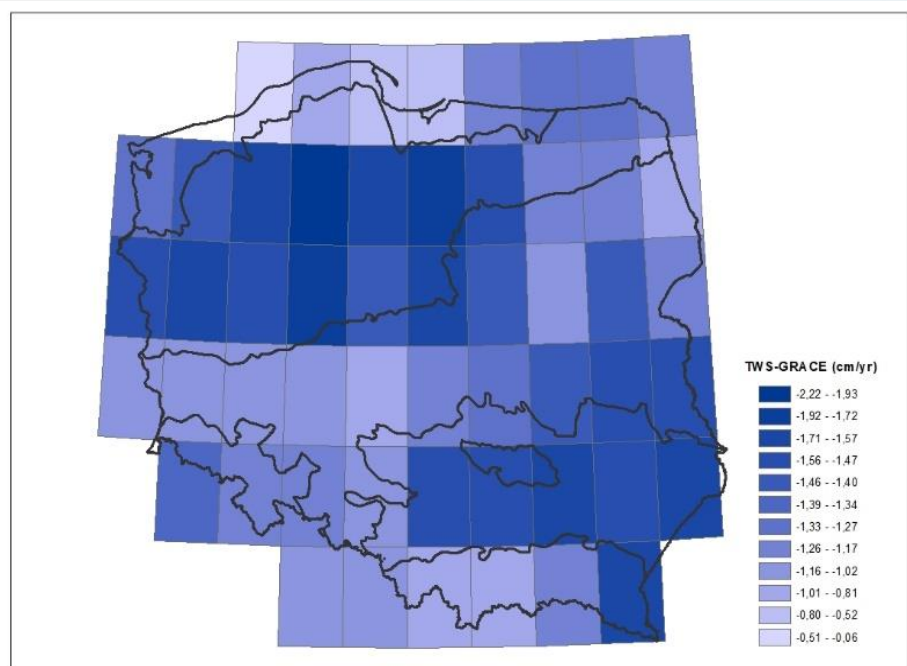 TWS-GRACE (cm/yr)
-2,22 - -1,93
-1,92 - -1,72
-1,71 - -1,57
-1,56 - -1,47
-1,46 - -1,40
-1,39 - -1,34
-1,33 - -1,27
-1,26 - -1,17
-1,16 - -1,02
-1,01 - -0,81
-0,80 - -0,52
-0,51 - -0,06